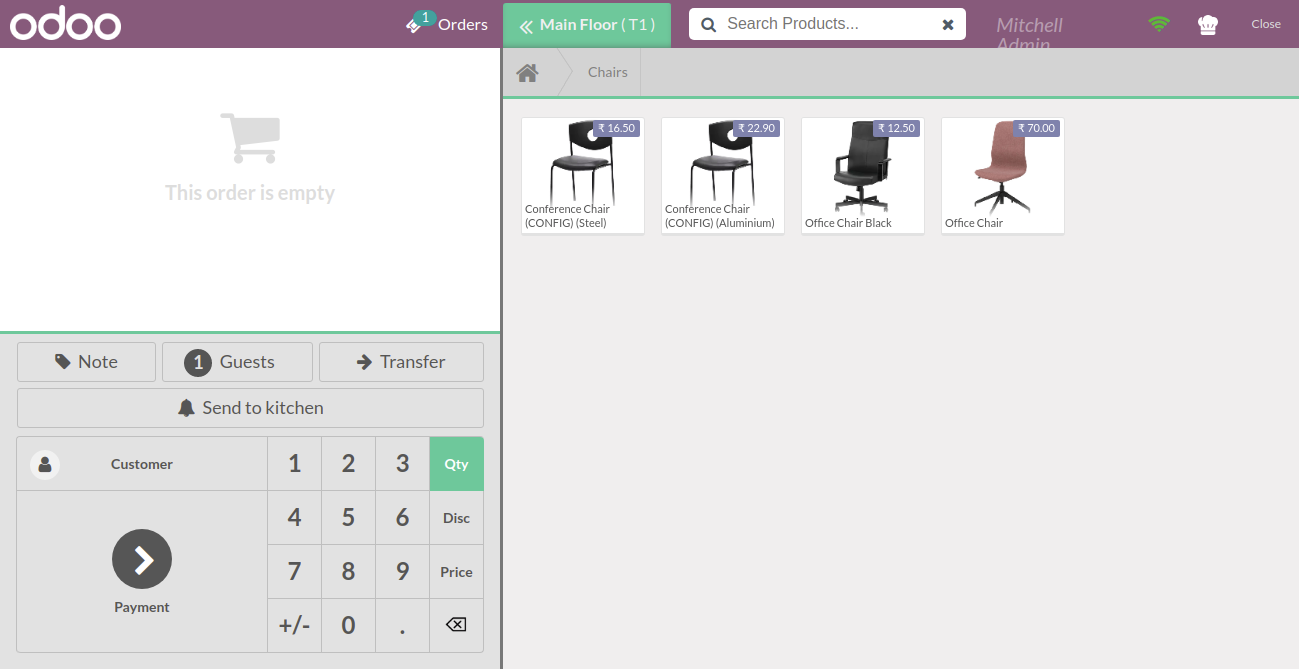 odoo
1
Orders
Main Floor ( T1 )
Search Products...
Mitchell
Admin
Close
Chairs
This order is empty
₹ 16.50
Conference Chair
(CONFIG) (Steel)
₹ 22.90
Conference Chair
(CONFIG) (Aluminium)
₹ 12.50
Office Chair Black
₹ 70.00
Office Chair
Note
1 Guests
Transfer
Send to kitchen
Customer
1 2 3 Qty
4 5 6 Disc
7 8 9 Price
+/- 0 .
Payment